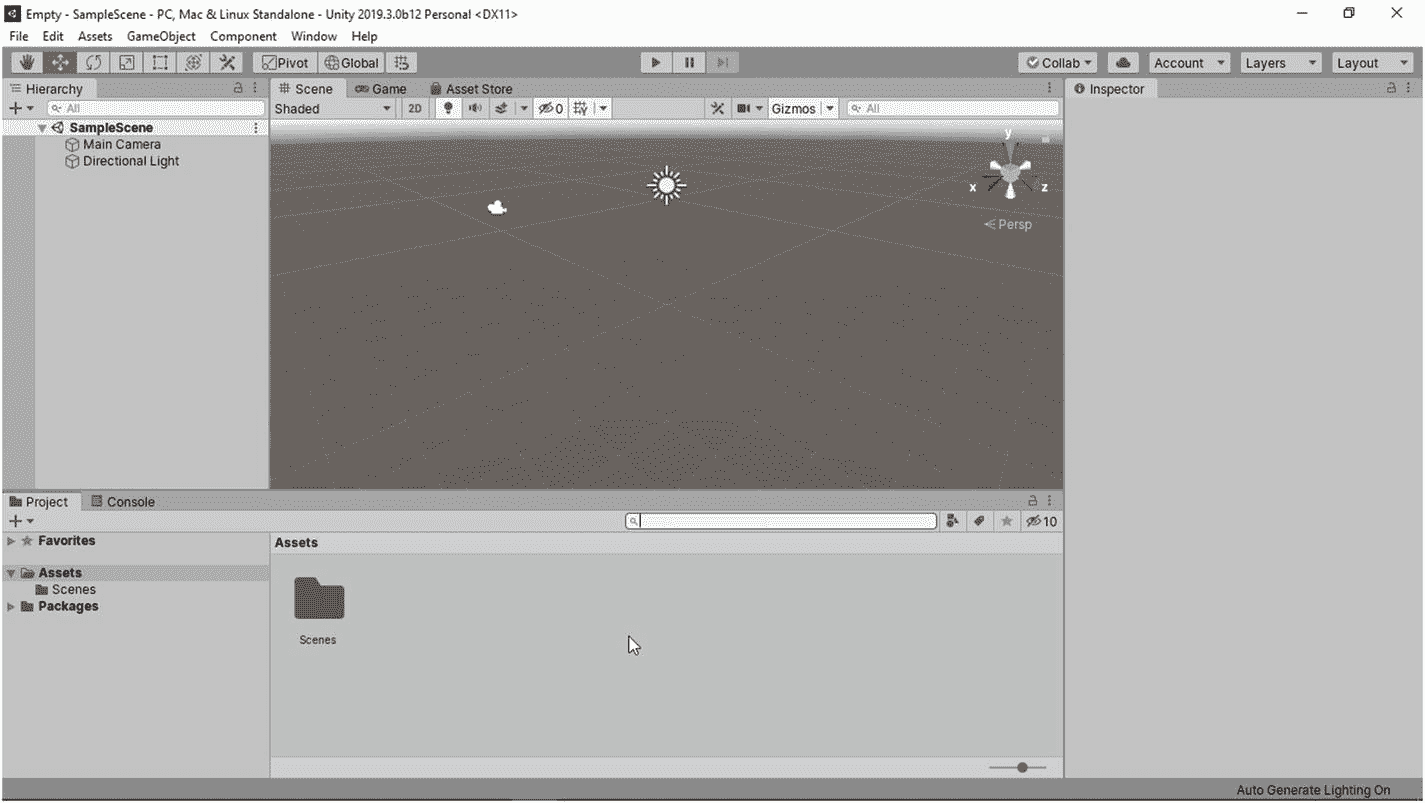 Empty - SampleScene - PC, Mac & Linux Standalone - Unity 2019.3.0b12 Personal <DX11>
File Edit Assets GameObject Component Window Help
Pivot Global Collab Account Layers Layout
Hierarchy Scene Game Asset Store Inspector
All Shaded 2D 0 Gizmos All
SampleScene
Main Camera
Directional Light
y
x z
Persp
Project Console
10
Favorites Assets
Assets
Scenes
Packages
Scenes
Auto Generate Lighting On